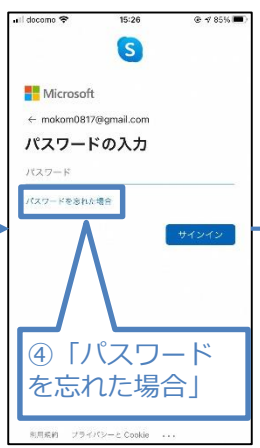 docomo 15:26 85%
S
Microsoft
← mokom0817@gmail.com
パスワードの入力
パスワード
パスワードを忘れた場合
サインイン
④「パスワード
を忘れた場合」
利用規約 プライバシーと Cookie ...